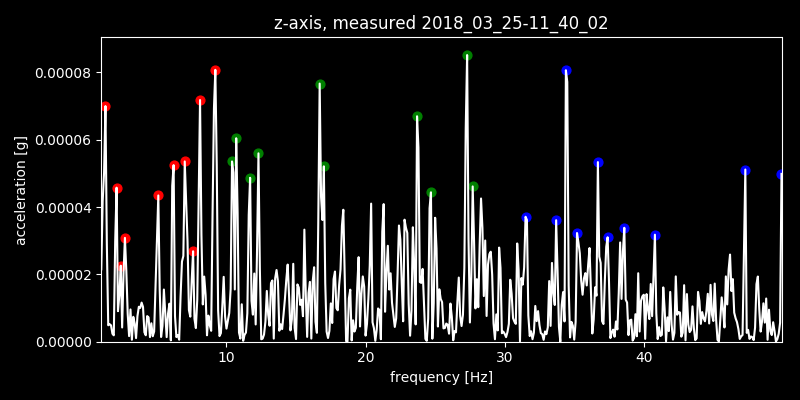 z-axis, measured 2018_03_25-11_40_02
0.00008
0.00006
0.00004
0.00002
0.00000
acceleration [g]
10 20 30 40
frequency [Hz]